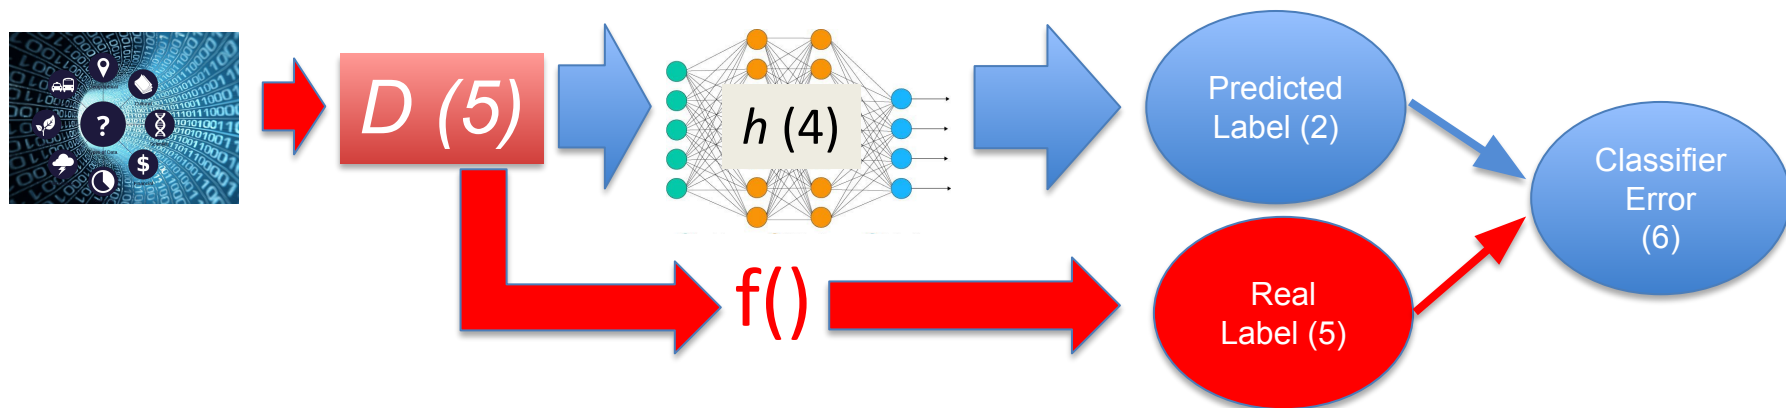 ?
$
D (5)
h (4)
f()
Predicted
Label (2)
Real
Label (5)
Classifier
Error
(6)